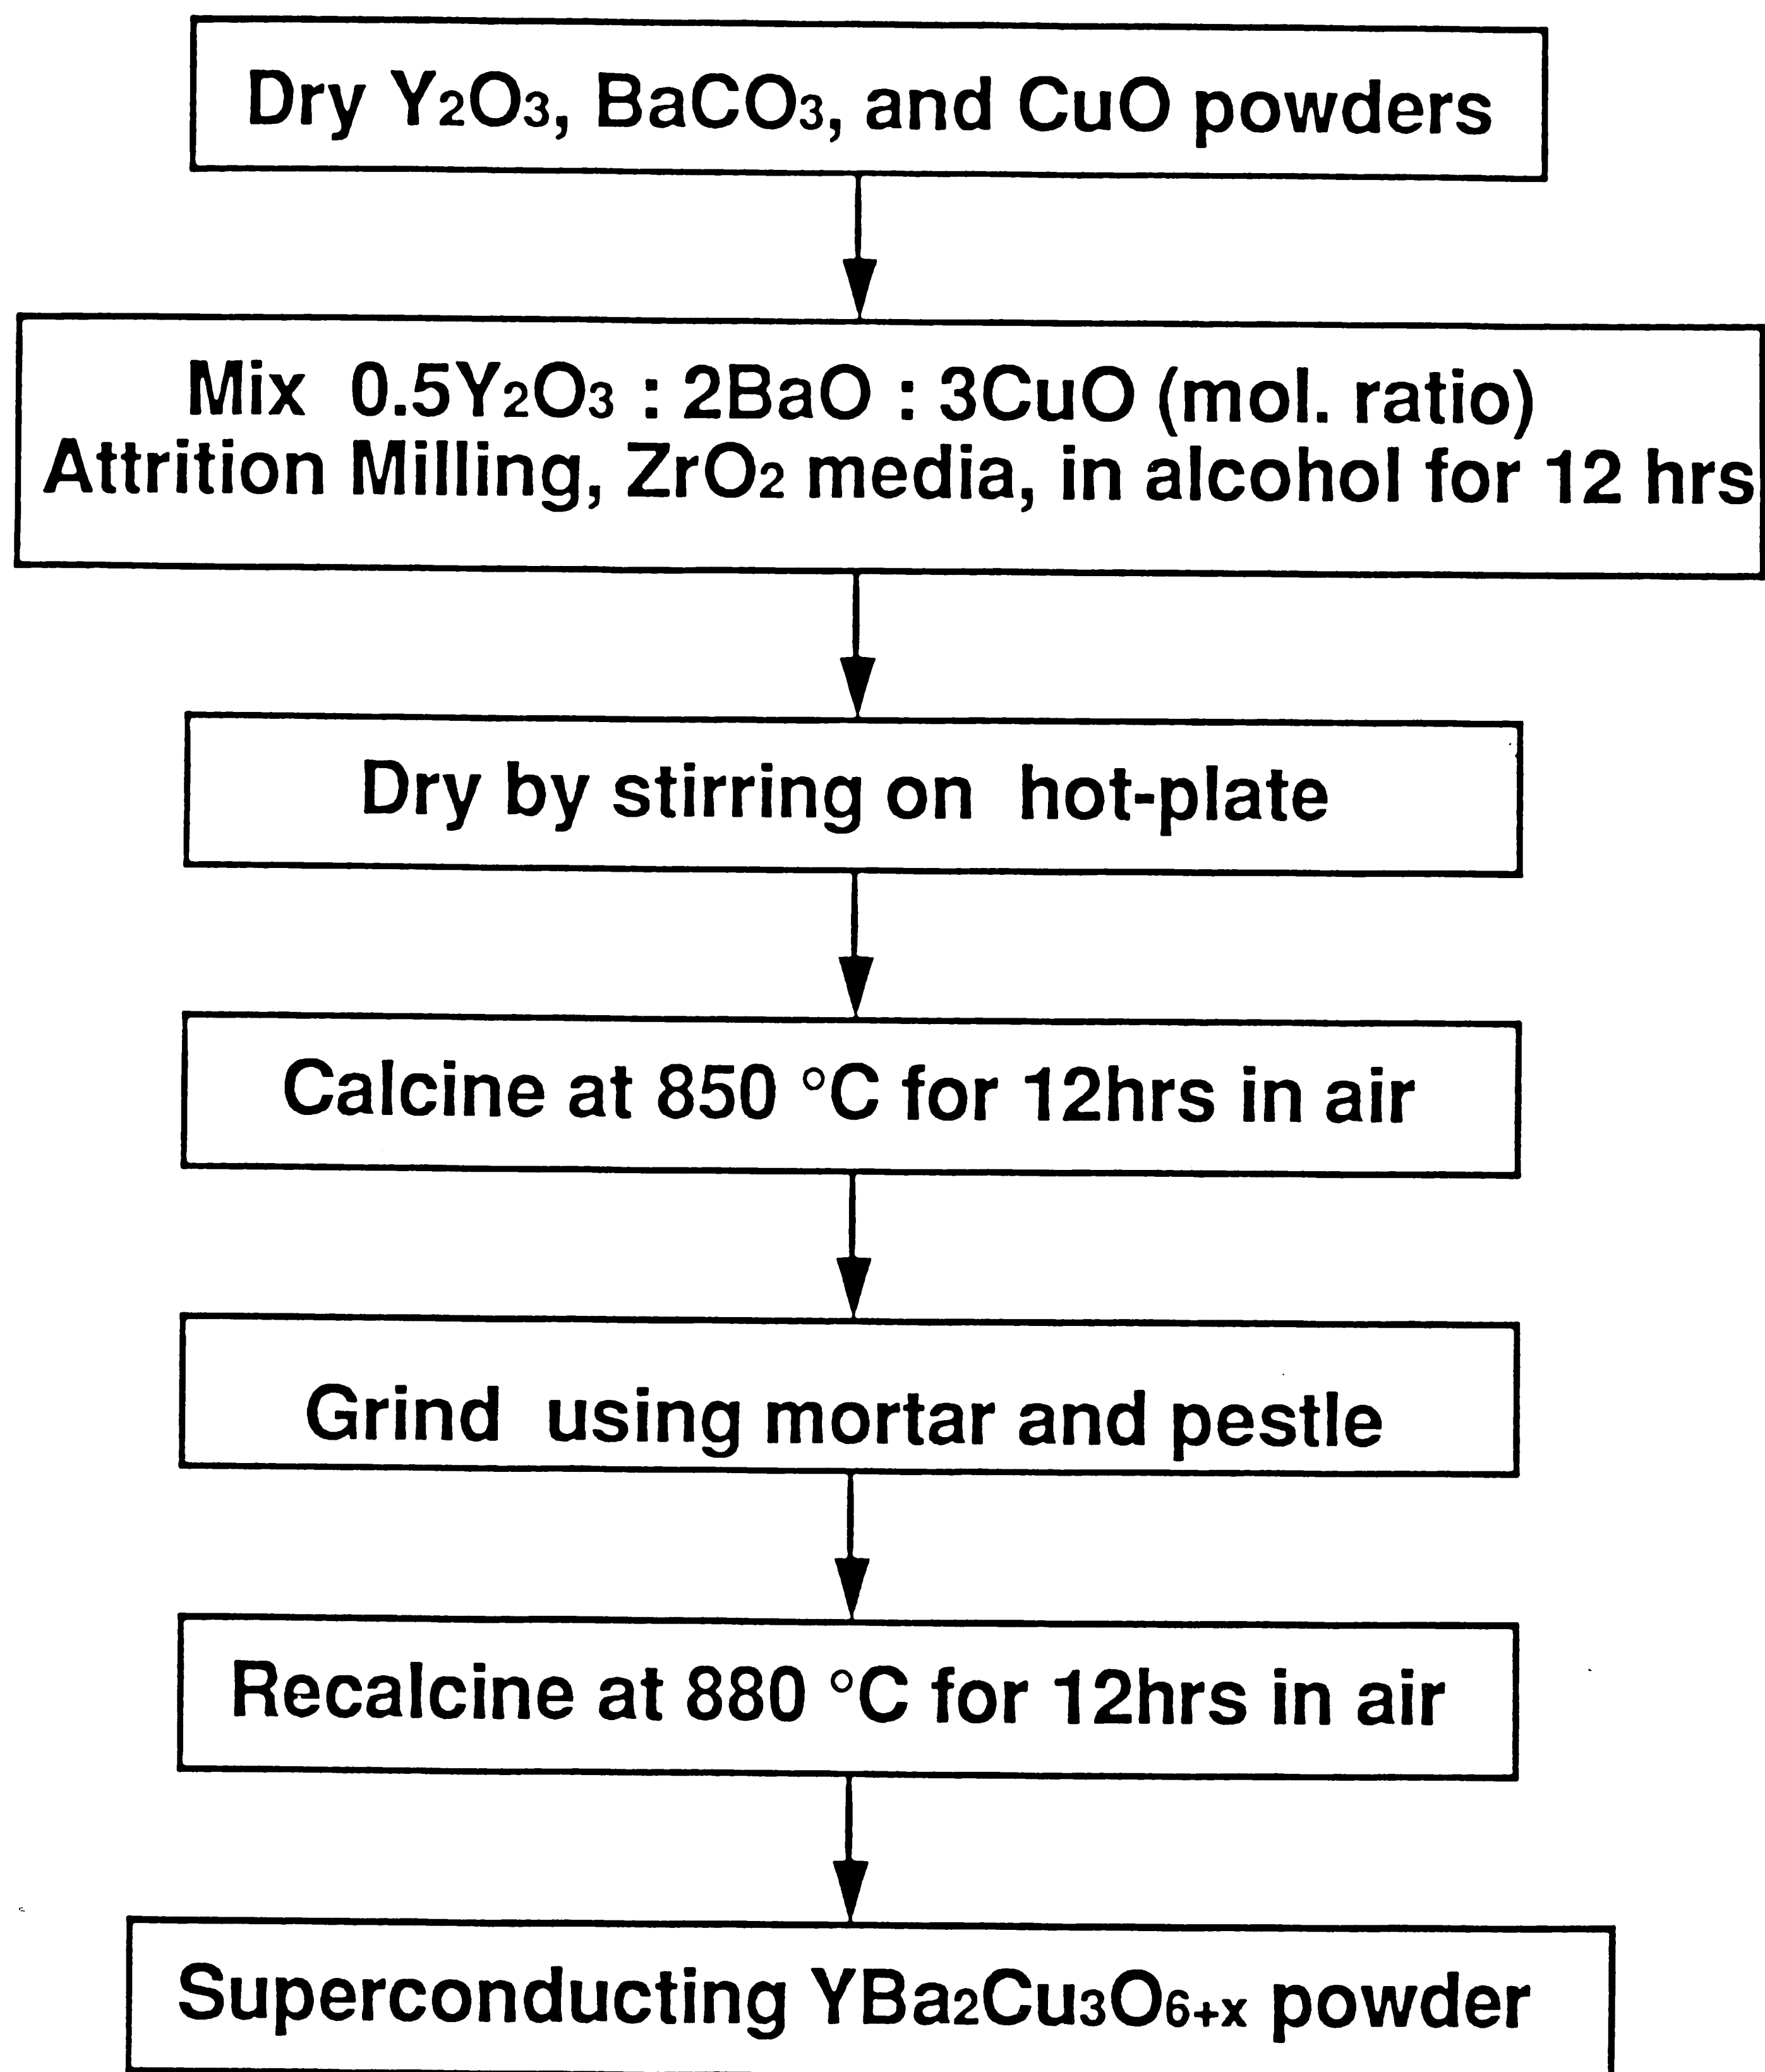 Dry Y₂O₃, BaCO₃, and CuO powders
Mix 0.5Y₂O₃ : 2BaO : 3CuO (mol. ratio)
Attrition Milling, ZrO₂ media, in alcohol for 12 hrs
Dry by stirring on hot-plate
Calcine at 850 °C for 12hrs in air
Grind using mortar and pestle
Recalcine at 880 °C for 12hrs in air
Superconducting YBa₂Cu₃O₆₊ₓ powder